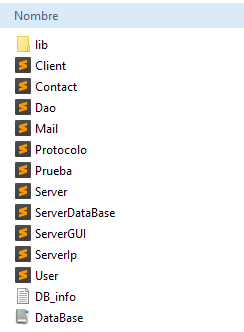 Nombre
lib
Client
Contact
Dao
Mail
Protocolo
Prueba
Server
ServerDataBase
ServerGUI
ServerIp
User
DB_info
DataBase